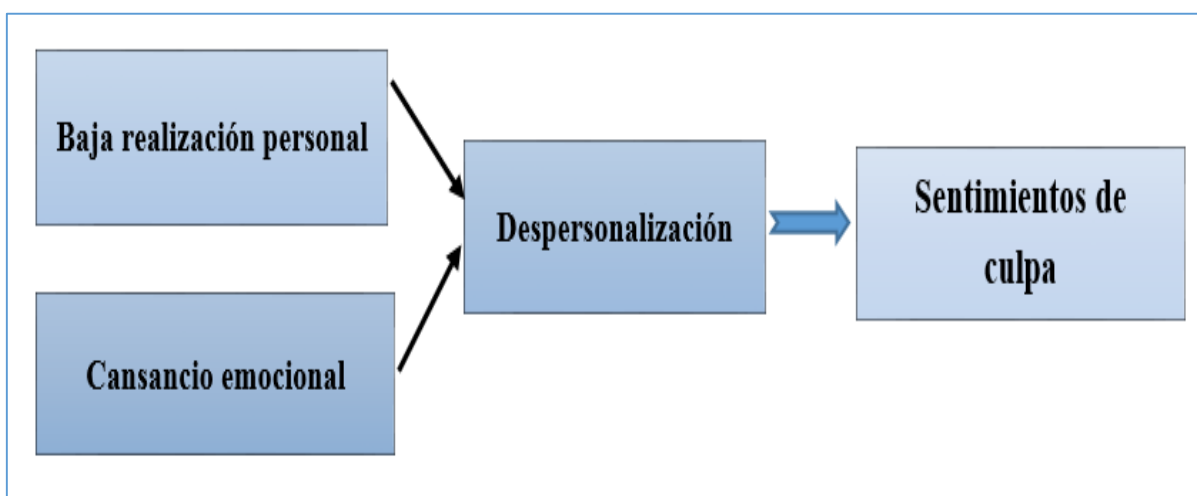 Baja realización personal
Cansancio emocional
Despersonalización
Sentimientos de
culpa